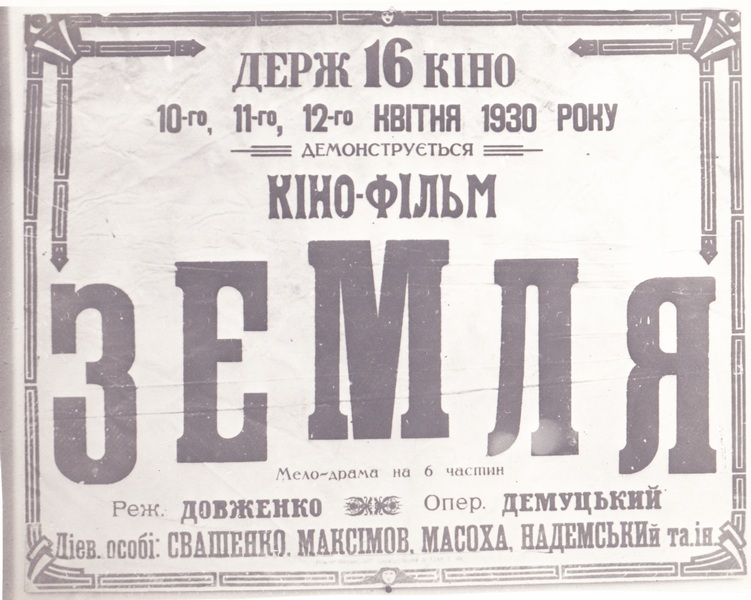 ДЕРЖ 16 КІНО
10-го, 11-го, 12-го КВІТНЯ 1930 РОКУ
ДЕМОНСТРУЄТЬСЯ
КІНО-ФІЛЬМ
ЗЕМЛЯ
Мело-драма на 6 частин
Реж. ДОВЖЕНКО Опер. ДЕМУЦЬКИЙ
Дієв. особі: СВАШЕНКО, МАКСІМОВ, МАСОХА, НАДЕМСЬКИй та.ін.